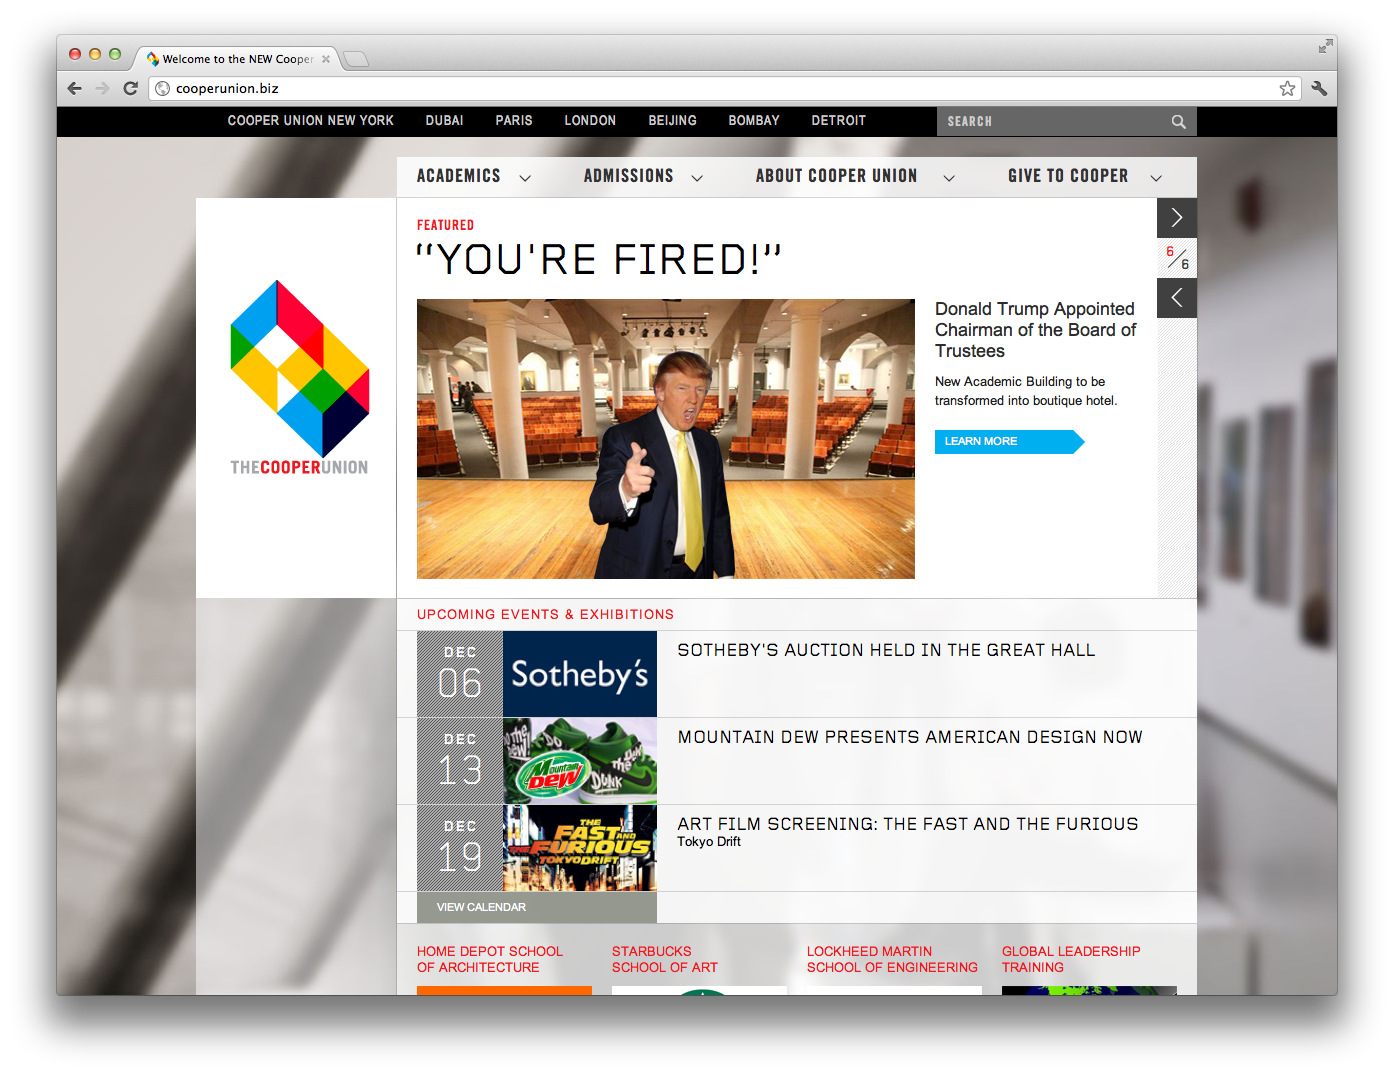 Welcome to the NEW Cooper
cooperunion.biz
COOPER UNION NEW YORK DUBAI PARIS LONDON BEIJING BOMBAY DETROIT SEARCH
ACADEMICS ADMISSIONS ABOUT COOPER UNION GIVE TO COOPER
FEATURED
“YOU'RE FIRED!”
6/6
THECOOPERUNION
Donald Trump Appointed
Chairman of the Board of
Trustees
New Academic Building to be
transformed into boutique hotel.
LEARN MORE
UPCOMING EVENTS & EXHIBITIONS
DEC
06
Sotheby's
SOTHEBY'S AUCTION HELD IN THE GREAT HALL
DEC
13
Mountain
DEW
DUNK
MOUNTAIN DEW PRESENTS AMERICAN DESIGN NOW
DEC
19
THE
FAST AND
THE FURIOUS
TOKYO DRIFT
ART FILM SCREENING: THE FAST AND THE FURIOUS
Tokyo Drift
VIEW CALENDAR
HOME DEPOT SCHOOL
OF ARCHITECTURE
STARBUCKS
SCHOOL OF ART
LOCKHEED MARTIN
SCHOOL OF ENGINEERING
GLOBAL LEADERSHIP
TRAINING